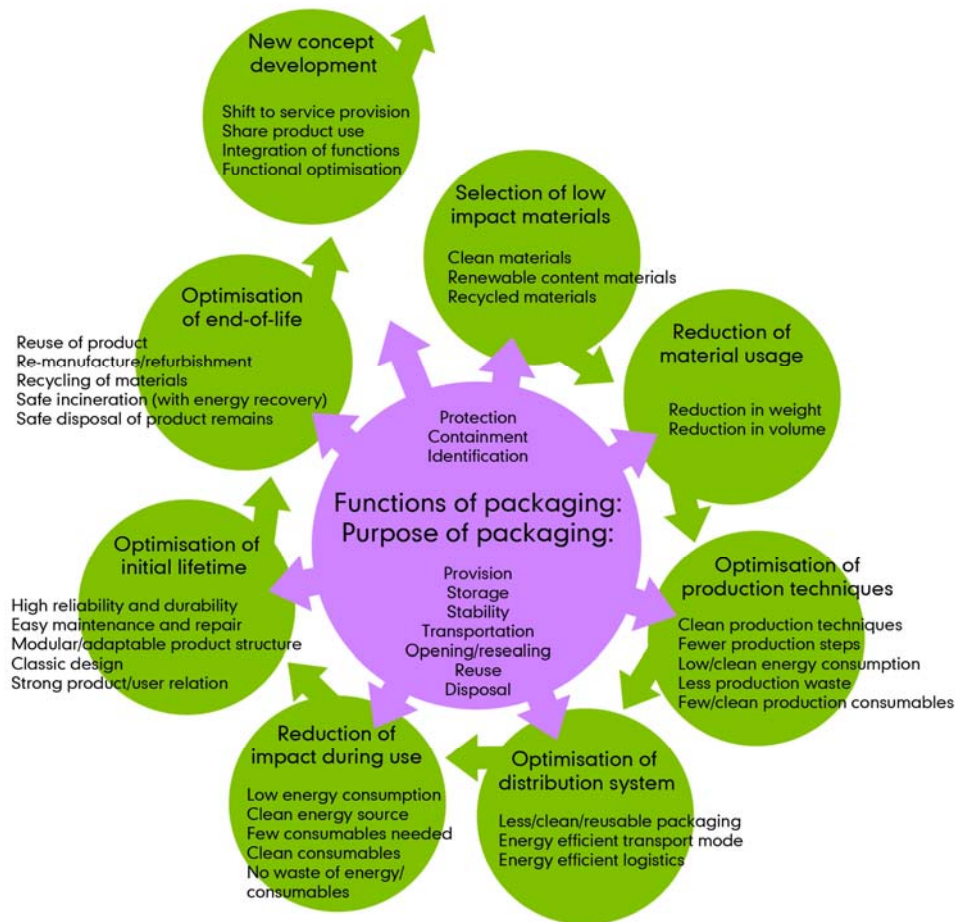 New concept
development
Shift to service provision
Share product use
Integration of functions
Functional optimisation
Selection of low
impact materials
Clean materials
Renewable content materials
Recycled materials
Reduction of
material usage
Reduction in weight
Reduction in volume
Optimisation of
production techniques
Clean production techniques
Fewer production steps
Low/clean energy consumption
Less production waste
Few/clean production consumables
Optimisation of
distribution system
Less/clean/reusable packaging
Energy efficient transport mode
Energy efficient logistics
Reduction of
impact during use
Low energy consumption
Clean energy source
Few consumables needed
Clean consumables
No waste of energy/
consumables
Optimisation of
initial lifetime
High reliability and durability
Easy maintenance and repair
Modular/adaptable product structure
Classic design
Strong product/user relation
Optimisation
of end-of-life
Reuse of product
Re-manufacture/refurbishment
Recycling of materials
Safe incineration (with energy recovery)
Safe disposal of product remains
Protection
Containment
Identification
Functions of packaging:
Purpose of packaging:
Provision
Storage
Stability
Transportation
Opening/resealing
Reuse
Disposal